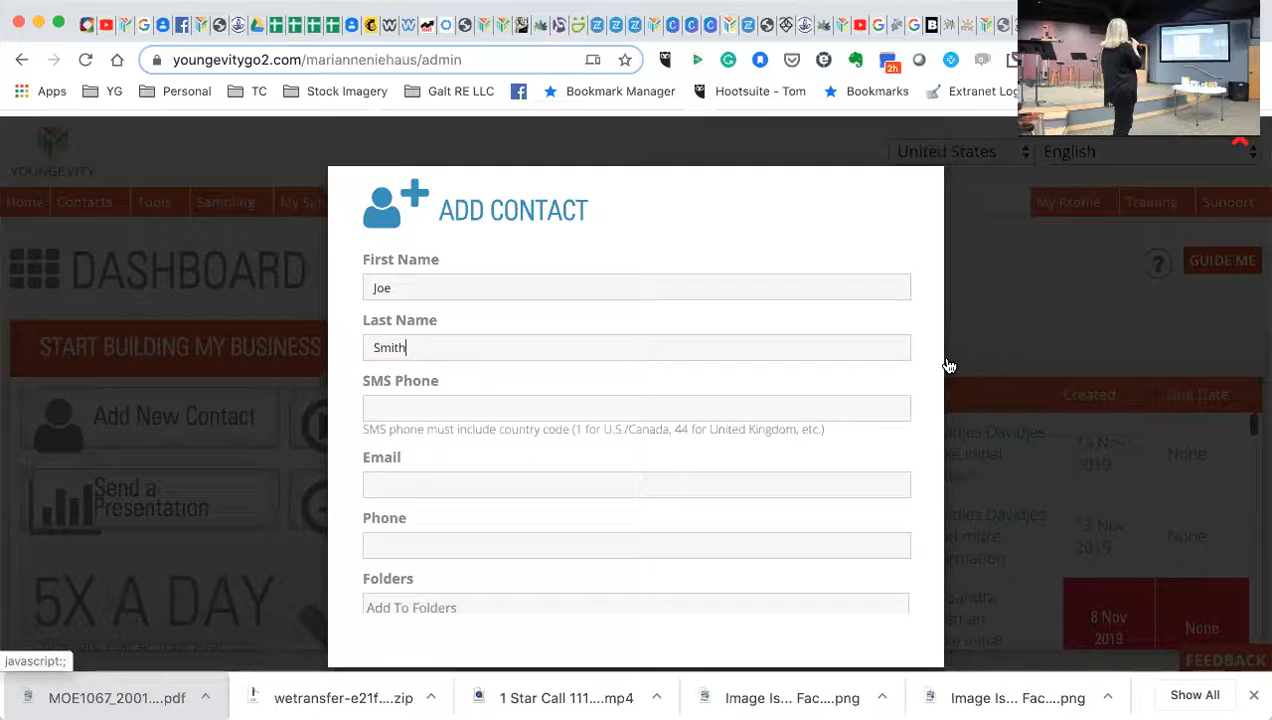 youngevitygo2.com/marianneniehaus/admin
2h
Apps YG Personal TC Stock Imagery Galt RE LLC Bookmark Manager Hootsuite - Tom Bookmarks Extranet Log
YOUNGEVITY
United States English
Home Contacts Tools Sampling My Su My Profile Training Support
DASHBOARD
? GUIDE ME
START BUILDING MY BUSINESS
Created Due Date
Add New Contact
Send a
Presentation
5X A DAY
13 Nov
2019
None
13 Nov
2019
None
8 Nov
2019
None
ADD CONTACT
First Name
Joe
Last Name
Smith
SMS Phone
SMS phone must include country code (1 for U.S./Canada, 44 for United Kingdom, etc.)
Email
Phone
Folders
Add To Folders
FEEDBACK
javascript:;
MOE1067_2001....pdf wetransfer-e21f....zip 1 Star Call 111....mp4 Image Is... Fac....png Image Is... Fac....png Show All